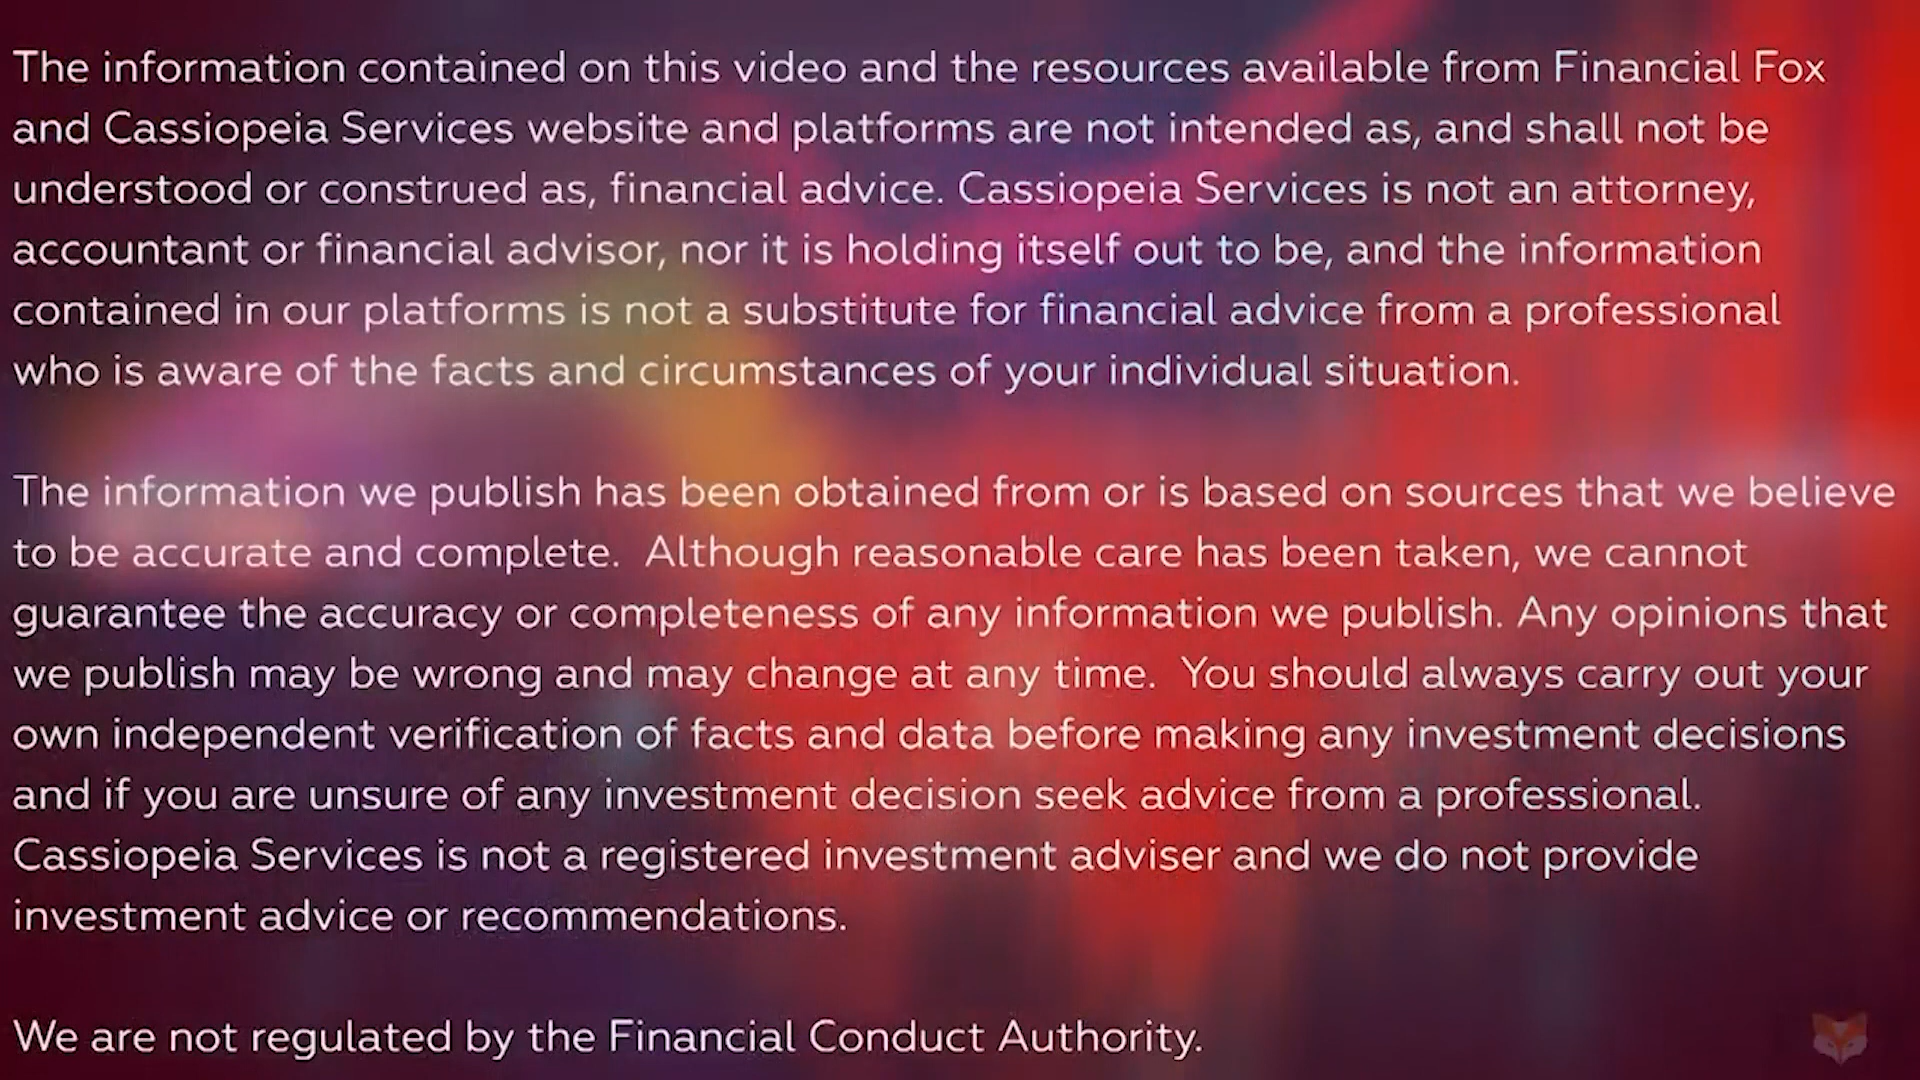 The information contained on this video and the resources available from Financial Fox
and Cassiopeia Services website and platforms are not intended as, and shall not be
understood or construed as, financial advice. Cassiopeia Services is not an attorney,
accountant or financial advisor, nor it is holding itself out to be, and the information
contained in our platforms is not a substitute for financial advice from a professional
who is aware of the facts and circumstances of your individual situation.
The information we publish has been obtained from or is based on sources that we believe
to be accurate and complete.  Although reasonable care has been taken, we cannot
guarantee the accuracy or completeness of any information we publish. Any opinions that
we publish may be wrong and may change at any time.  You should always carry out your
own independent verification of facts and data before making any investment decisions
and if you are unsure of any investment decision seek advice from a professional.
Cassiopeia Services is not a registered investment adviser and we do not provide
investment advice or recommendations.
We are not regulated by the Financial Conduct Authority.